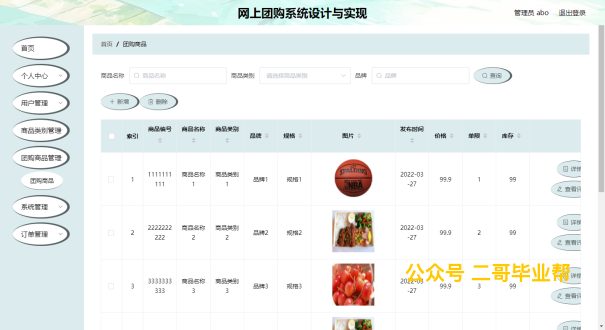 网上团购系统设计与实现
管理员 abo 退出登录
首页
个人中心
用户管理
商品类别管理
团购商品管理
团购商品
系统管理
订单管理
首页 / 团购商品
商品名称 商品名称 商品类别 请选择商品类别 品牌 品牌 查询
+ 新增 删除
索引 商品编号 商品名称 商品类别 品牌 规格 图片 发布时间 价格 单限 库存
1 1111111111 商品名称1 商品类别1 品牌1 规格1 2022-03-27 99.9 1 99
SPALDING
NBA
详情
查看评
2 2222222222 商品名称2 商品类别2 品牌2 规格2 2022-03-27 99.9 2 99
详情
查看评
3 3333333333 商品名称3 商品类别3 品牌3 规格3 2022-03-27 99.9 3 99
详情
查看评
公众号 二哥毕业帮